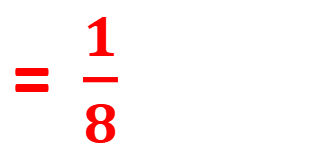 = 1/8